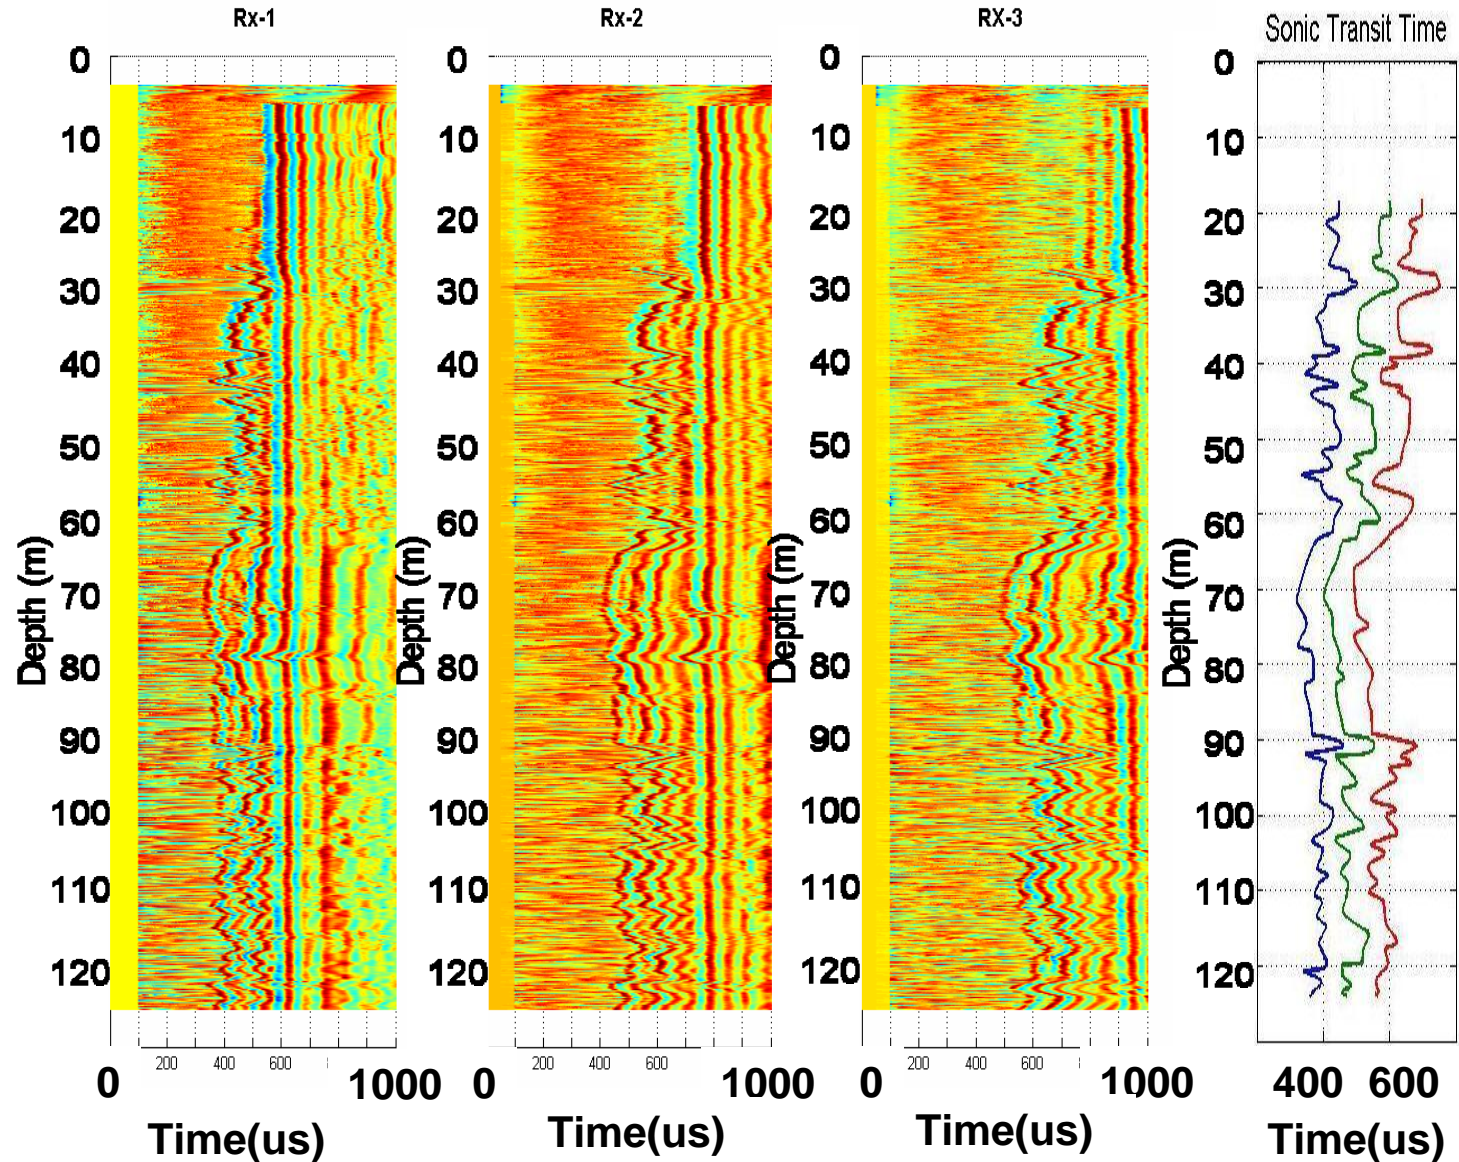 Rx-1
Rx-2
RX-3
Sonic Transit Time
0 0 0 0
10 10 10 10
20 20 20 20
30 30 30 30
40 40 40 40
50 50 50 50
60 60 60 60
Depth (m) Depth (m) Depth (m) Depth (m)
70 70 70 70
80 80 80 80
90 90 90 90
100 100 100 100
110 110 110 110
120 120 120 120
200 400 600 200 400 600 200 400 600
0 1000 0 1000 0 1000 400 600
Time(us) Time(us) Time(us) Time(us)